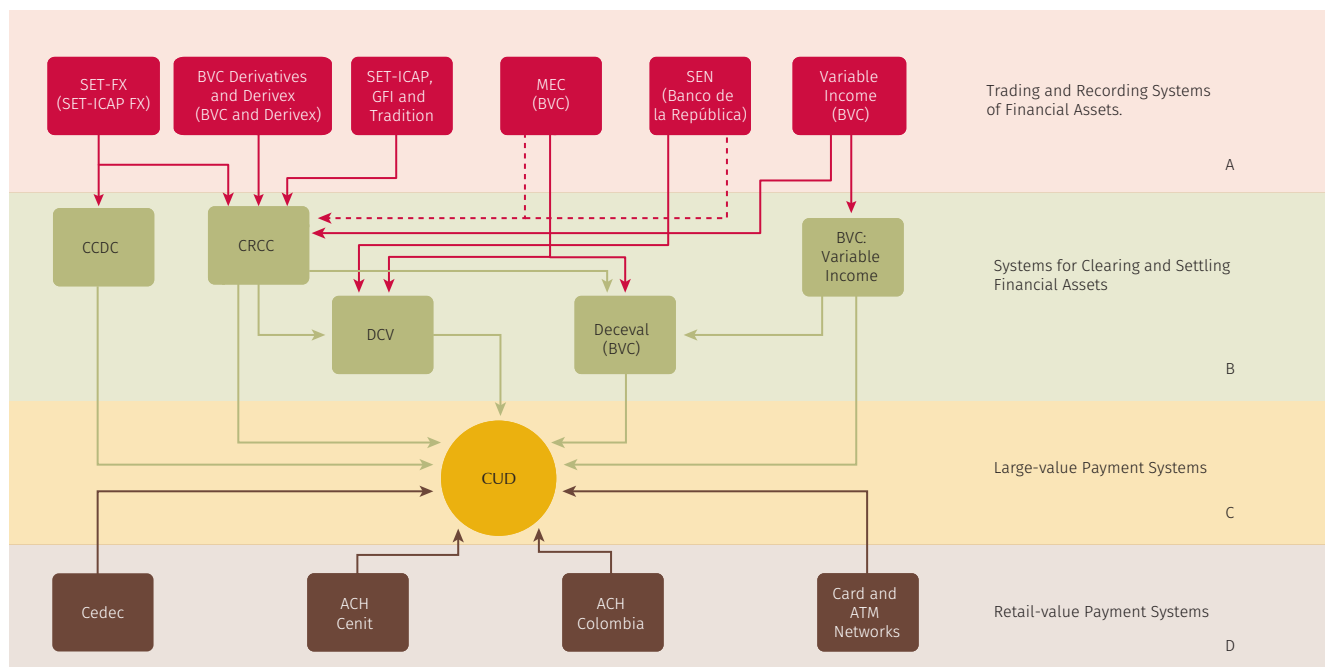 SET-FX
(SET-ICAP FX)
BVC Derivatives
and Derivex
(BVC and Derivex)
SET-ICAP,
GFI and
Tradition
MEC
(BVC)
SEN
(Banco de
la República)
Variable
Income
(BVC)
Trading and Recording Systems
of Financial Assets.
A
CCDC
CRCC
BVC:
Variable
Income
DCV
Deceval
(BVC)
Systems for Clearing and Settling
Financial Assets
B
CUD
Large-value Payment Systems
C
Cedec
ACH
Cenit
ACH
Colombia
Card and
ATM
Networks
Retail-value Payment Systems
D